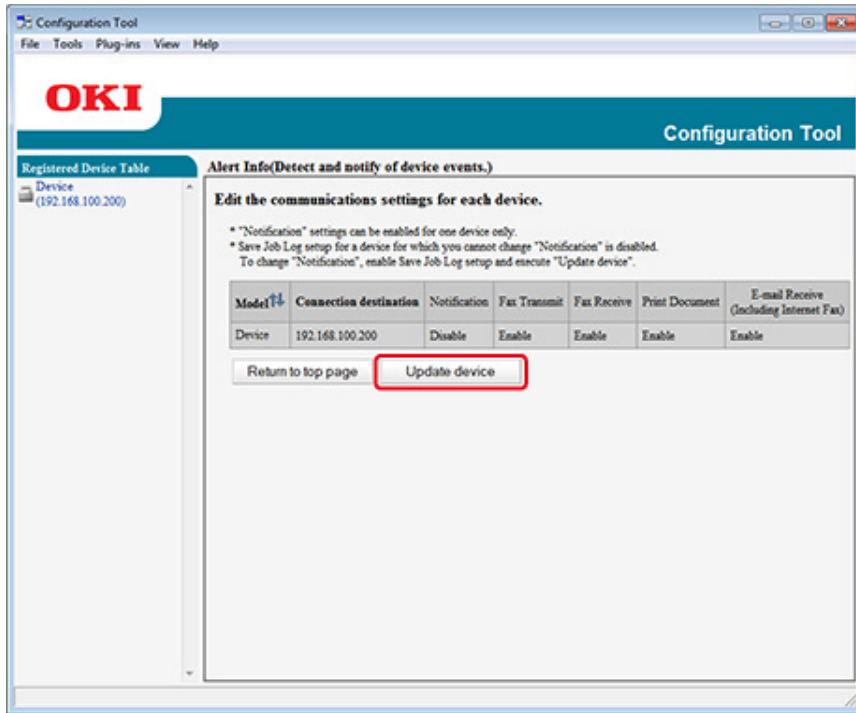 Configuration Tool
File Tools Plug-ins View Help
OKI
Configuration Tool
Registered Device Table
Device
(192.168.100.200)
Alert Info(Detect and notify of device events.)
Edit the communications settings for each device.
* "Notification" settings can be enabled for one device only.
* Save Job Log setup for a device for which you cannot change "Notification" is disabled.
To change "Notification", enable Save Job Log setup and execute "Update device".
Model Connection destination Notification Fax Transmit Fax Receive Print Document E-mail Receive
(Including Internet Fax)
Device 192.168.100.200 Disable Enable Enable Enable Enable
Return to top page Update device